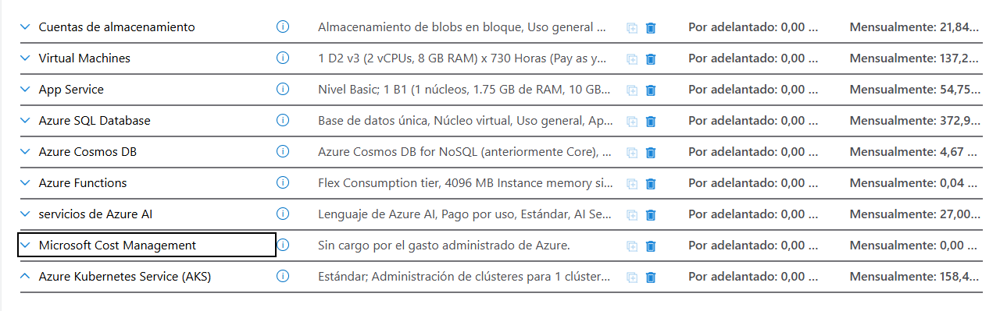 Cuentas de almacenamiento Almacenamiento de blobs en bloque, Uso general ... Por adelantado: 0,00 ... Mensualmente: 21,84...
Virtual Machines 1 D2 v3 (2 vCPUs, 8 GB RAM) x 730 Horas (Pay as y... Por adelantado: 0,00 ... Mensualmente: 137,2...
App Service Nivel Basic; 1 B1 (1 núcleos, 1.75 GB de RAM, 10 GB... Por adelantado: 0,00 ... Mensualmente: 54,75...
Azure SQL Database Base de datos única, Núcleo virtual, Uso general, Ap... Por adelantado: 0,00 ... Mensualmente: 372,9...
Azure Cosmos DB Azure Cosmos DB for NoSQL (anteriormente Core), ... Por adelantado: 0,00 ... Mensualmente: 4,67 ...
Azure Functions Flex Consumption tier, 4096 MB Instance memory si... Por adelantado: 0,00 ... Mensualmente: 0,04 ...
servicios de Azure AI Lenguaje de Azure AI, Pago por uso, Estándar, AI Se... Por adelantado: 0,00 ... Mensualmente: 27,00...
Microsoft Cost Management Sin cargo por el gasto administrado de Azure. Por adelantado: 0,00 ... Mensualmente: 0,00 ...
Azure Kubernetes Service (AKS) Estándar; Administración de clústeres para 1 clúster... Por adelantado: 0,00 ... Mensualmente: 158,4...